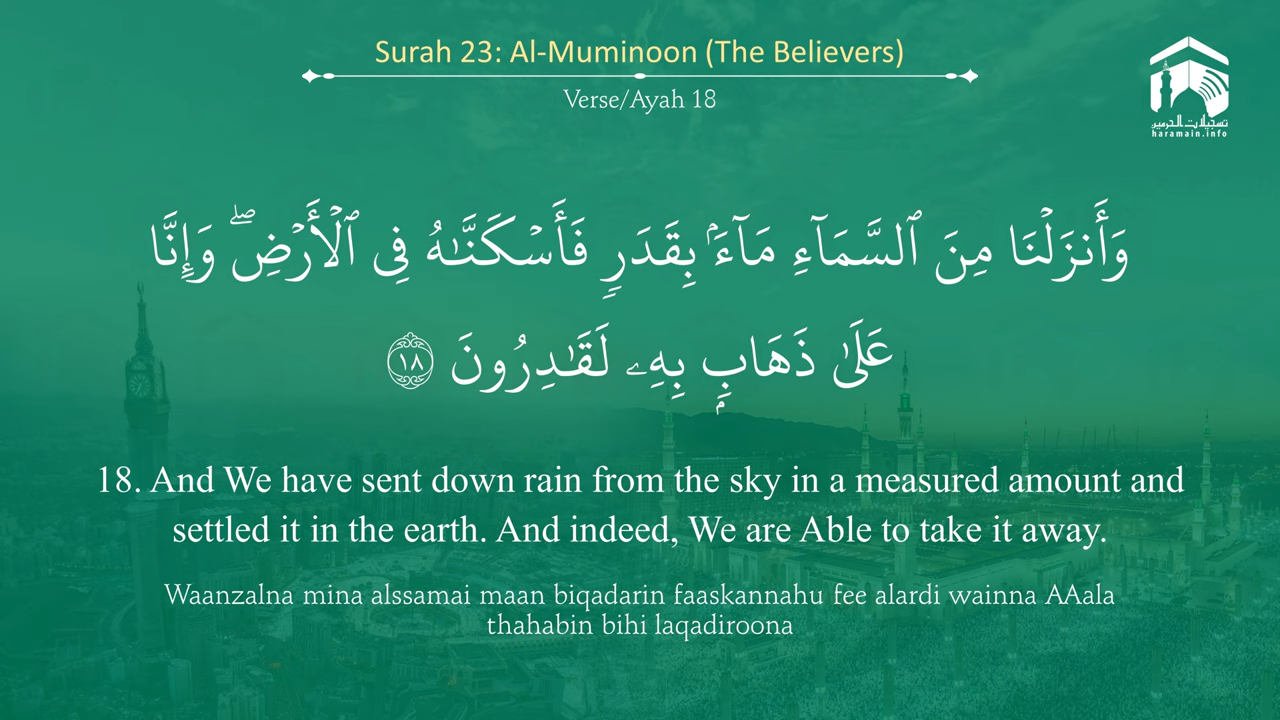 Surah 23: Al-Muminoon (The Believers)
Verse/Ayah 18
تسجيلات الحرمين
haramain.info
وَأَنزَلْنَا مِنَ ٱلسَّمَآءِ مَآءَۢ بِقَدَرٍۢ فَأَسْكَنَّـٰهُ فِى ٱلْأَرْضِ ۖ وَإِنَّا
عَلَىٰ ذَهَابٍۭ بِهِۦ لَقَـٰدِرُونَ ١٨
18. And We have sent down rain from the sky in a measured amount and
settled it in the earth. And indeed, We are Able to take it away.
Waanzalna mina alssamai maan biqadarin faaskannahu fee alardi wainna AAala
thahabin bihi laqadiroona